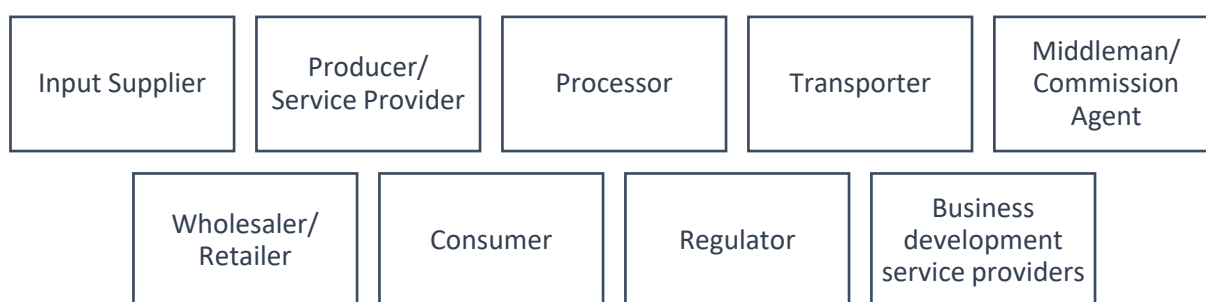 Input Supplier
Producer/
Service Provider
Processor
Transporter
Middleman/
Commission
Agent
Wholesaler/
Retailer
Consumer
Regulator
Business
development
service providers